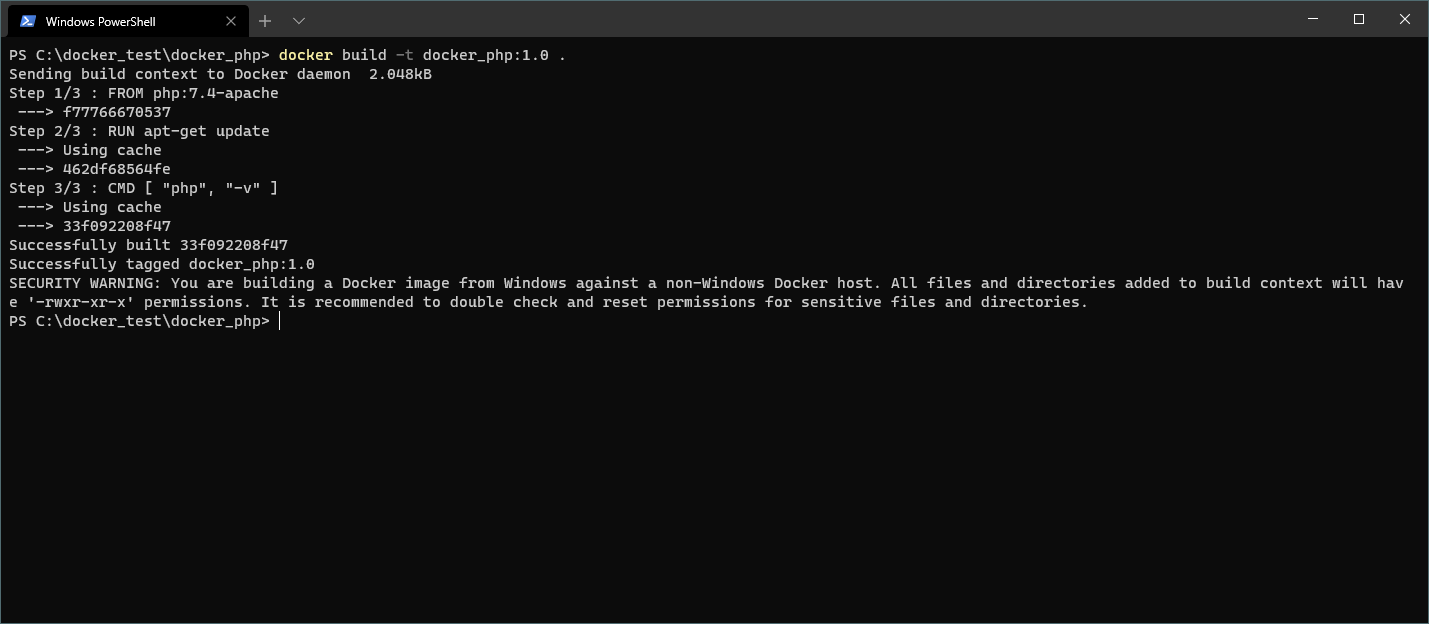 Windows PowerShell
PS C:\docker_test\docker_php> docker build -t docker_php:1.0 .
Sending build context to Docker daemon  2.048kB
Step 1/3 : FROM php:7.4-apache
 ---> f77766670537
Step 2/3 : RUN apt-get update
 ---> Using cache
 ---> 462df68564fe
Step 3/3 : CMD [ "php", "-v" ]
 ---> Using cache
 ---> 33f092208f47
Successfully built 33f092208f47
Successfully tagged docker_php:1.0
SECURITY WARNING: You are building a Docker image from Windows against a non-Windows Docker host. All files and directories added to build context will hav
e '-rwxr-xr-x' permissions. It is recommended to double check and reset permissions for sensitive files and directories.
PS C:\docker_test\docker_php>